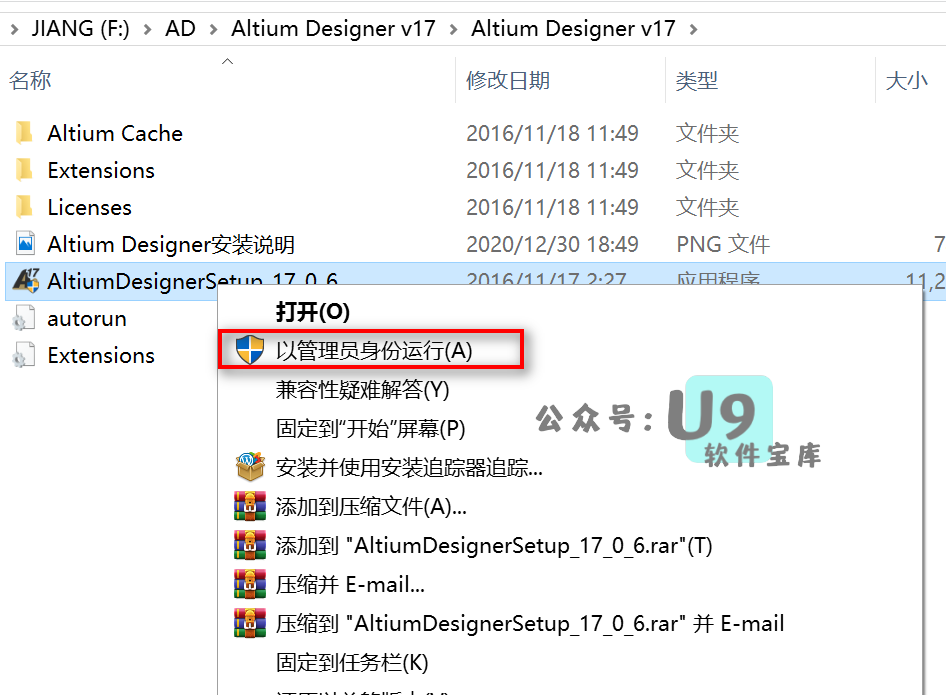 JIANG (F:) > AD > Altium Designer v17 > Altium Designer v17 >
名称 修改日期 类型 大小
Altium Cache 2016/11/18 11:49 文件夹
Extensions 2016/11/18 11:49 文件夹
Licenses 2016/11/18 11:49 文件夹
Altium Designer安装说明 2020/12/30 18:49 PNG 文件 7
AltiumDesignerSetup_17_0_6 2016/11/17 2:27 应用程序 11,2
autorun
Extensions
打开(O)
以管理员身份运行(A)
兼容性疑难解答(Y)
固定到“开始”屏幕(P)
安装并使用安装追踪器追踪...
添加到压缩文件(A)...
添加到 "AltiumDesignerSetup_17_0_6.rar"(T)
压缩并 E-mail...
压缩到 "AltiumDesignerSetup_17_0_6.rar" 并 E-mail
固定到任务栏(K)
公众号：U9
软件宝库